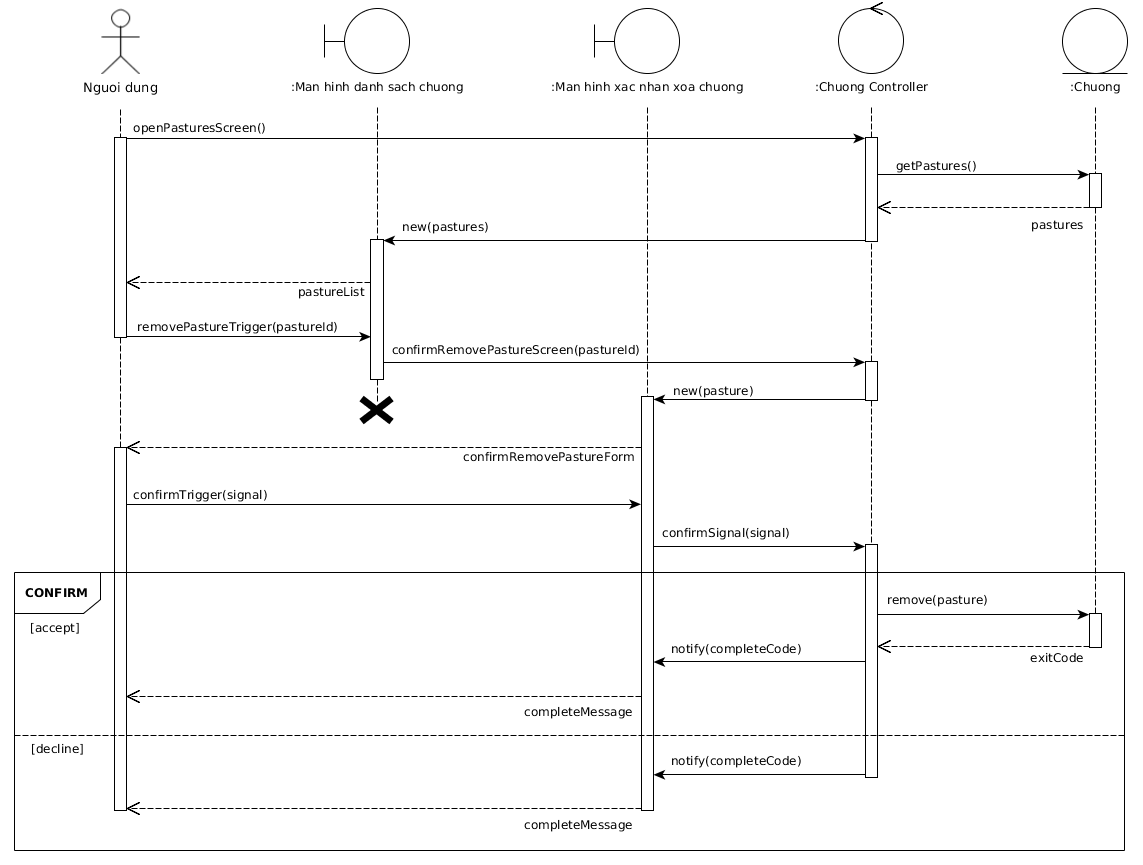 Nguoi dung
:Man hinh danh sach chuong
:Man hinh xac nhan xoa chuong
:Chuong Controller
:Chuong
openPasturesScreen()
getPastures()
pastures
new(pastures)
pastureList
removePastureTrigger(pastureId)
confirmRemovePastureScreen(pastureId)
new(pasture)
confirmRemovePastureForm
confirmTrigger(signal)
confirmSignal(signal)
CONFIRM
remove(pasture)
[accept]
notify(completeCode)
exitCode
completeMessage
[decline]
notify(completeCode)
completeMessage